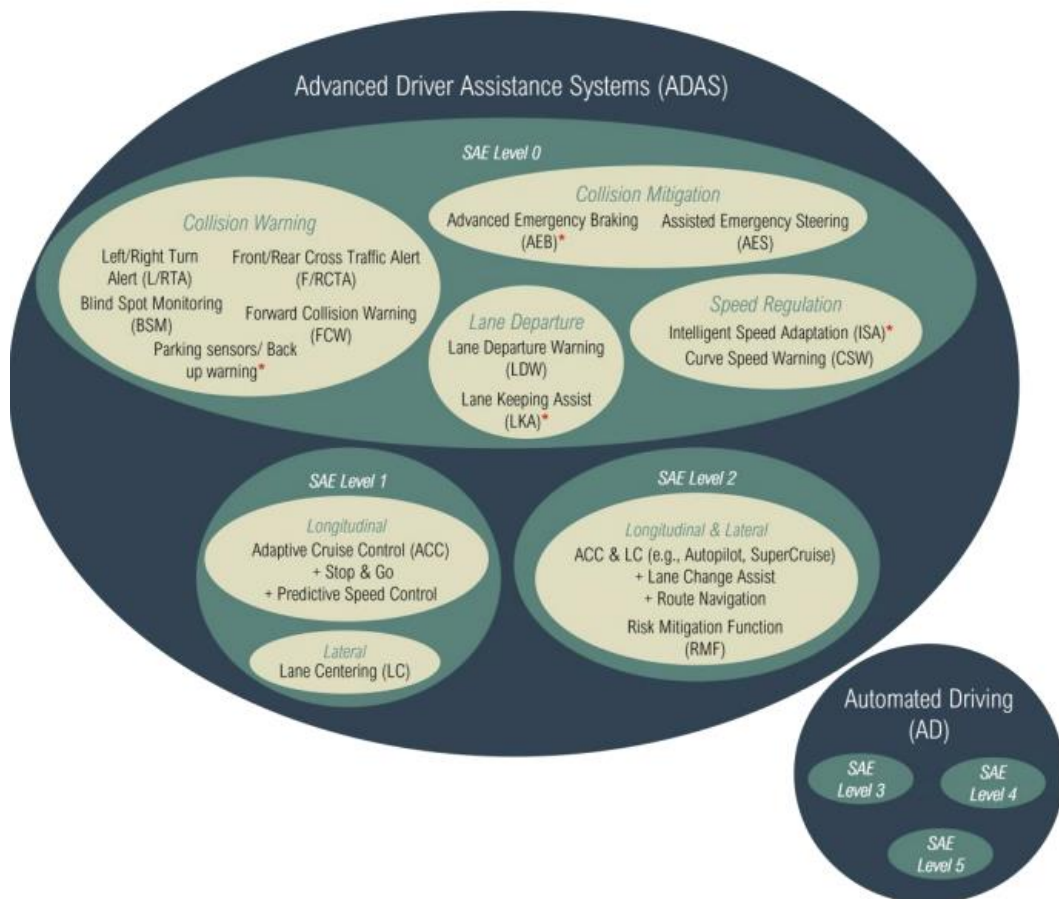 Advanced Driver Assistance Systems (ADAS)
SAE Level 0
Collision Warning
Left/Right Turn
Alert (L/RTA)
Front/Rear Cross Traffic Alert
(F/RCTA)
Blind Spot Monitoring
(BSM)
Forward Collision Warning
(FCW)
Parking sensors/ Back
up warning*
Collision Mitigation
Advanced Emergency Braking
(AEB)*
Assisted Emergency Steering
(AES)
Lane Departure
Lane Departure Warning
(LDW)
Lane Keeping Assist
(LKA)*
Speed Regulation
Intelligent Speed Adaptation (ISA)*
Curve Speed Warning (CSW)
SAE Level 1
Longitudinal
Adaptive Cruise Control (ACC)
+ Stop & Go
+ Predictive Speed Control
Lateral
Lane Centering (LC)
SAE Level 2
Longitudinal & Lateral
ACC & LC (e.g., Autopilot, SuperCruise)
+ Lane Change Assist
+ Route Navigation
Risk Mitigation Function
(RMF)
Automated Driving
(AD)
SAE
Level 3
SAE
Level 4
SAE
Level 5